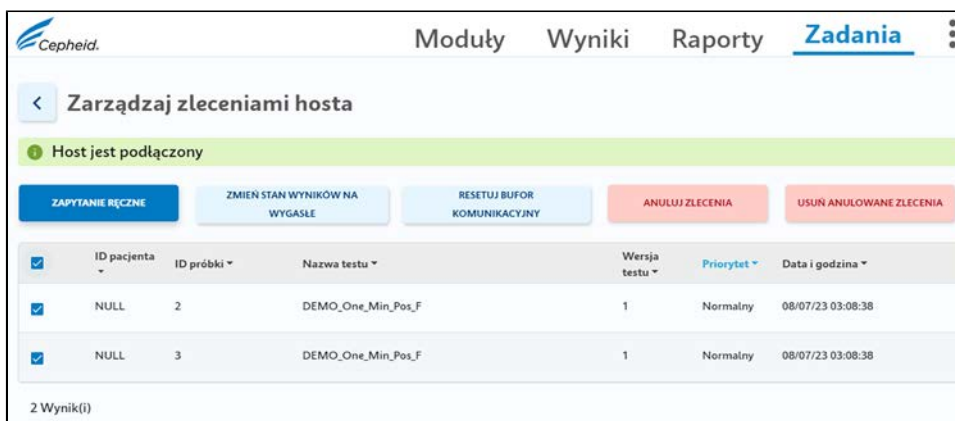 Cepheid.
Moduły Wyniki Raporty Zadania
Zarządzaj zleceniami hosta
Host jest podłączony
ZAPYTANIE RĘCZNE
ZMIEŃ STAN WYNIKÓW NA
WYGASŁE
RESETUJ BUFOR
KOMUNIKACYJNY
ANULUJ ZLECENIA
USUŃ ANULOWANE ZLECENIA
ID pacjenta
ID próbki
Nazwa testu
Wersja
testu
Priorytet
Data i godzina
NULL 2 DEMO_One_Min_Pos_F 1 Normalny 08/07/23 03:08:38
NULL 3 DEMO_One_Min_Pos_F 1 Normalny 08/07/23 03:08:38
2 Wynik(i)